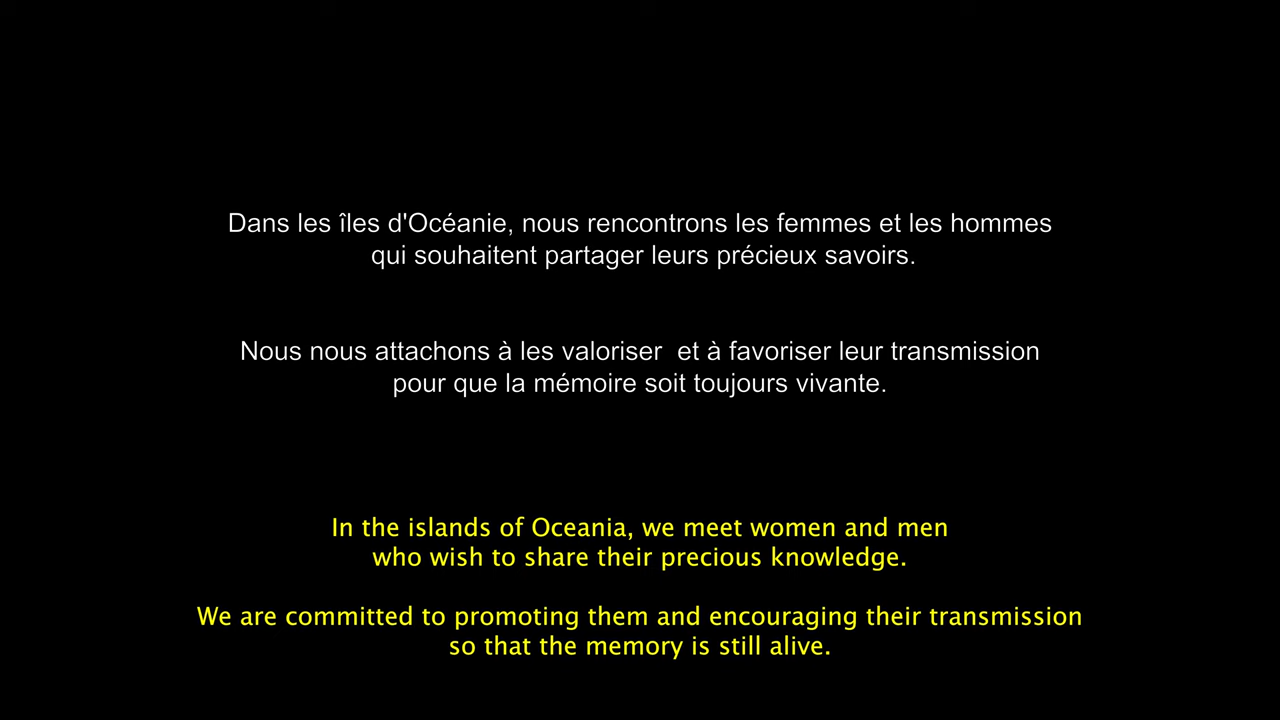 Dans les îles d'Océanie, nous rencontrons les femmes et les hommes
qui souhaitent partager leurs précieux savoirs.
Nous nous attachons à les valoriser  et à favoriser leur transmission
pour que la mémoire soit toujours vivante.
In the islands of Oceania, we meet women and men
who wish to share their precious knowledge.
We are committed to promoting them and encouraging their transmission
so that the memory is still alive.